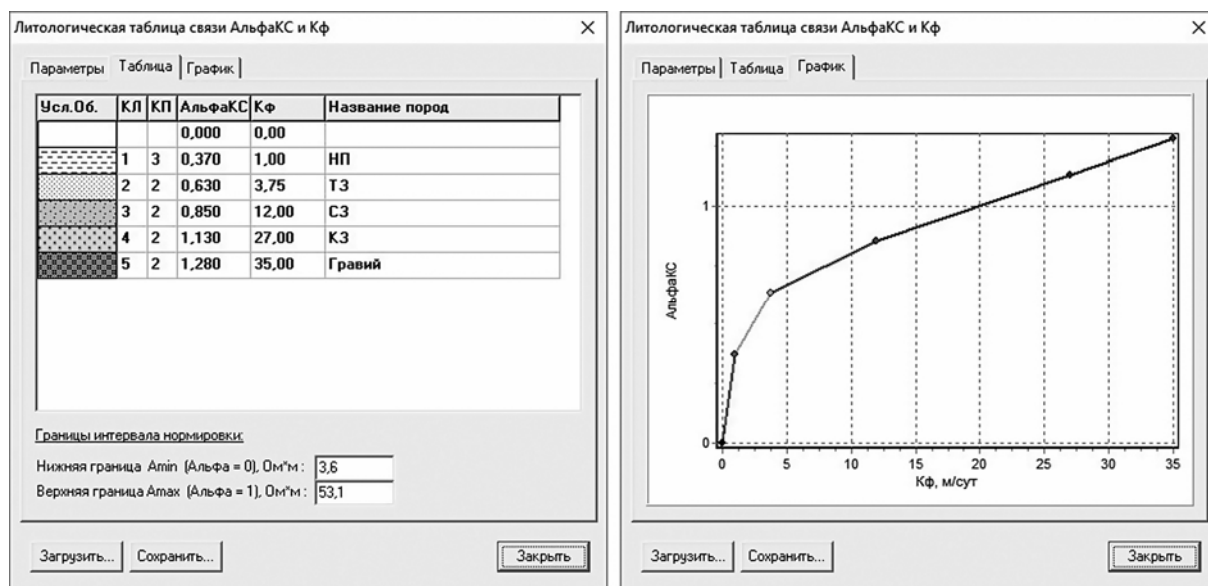 Литологическая таблица связи АльфаКС и Кф
Параметры Таблица График
Усл.Об. КЛ КП АльфаКС Кф Название пород
0,000 0,00
1 3 0,370 1,00 НП
2 2 0,630 3,75 ТЗ
3 2 0,850 12,00 СЗ
4 2 1,130 27,00 КЗ
5 2 1,280 35,00 Гравий
Границы интервала нормировки:
Нижняя граница Amin (Альфа = 0), Ом*м : 3,6
Верхняя граница Amax (Альфа = 1), Ом*м : 53,1
Загрузить... Сохранить... Закрыть
Литологическая таблица связи АльфаКС и Кф
Параметры Таблица График
АльфаКС
1
0
0 5 10 15 20 25 30 35
Кф, м/сут
Загрузить... Сохранить... Закрыть